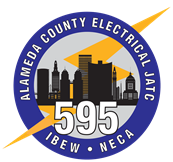 ALAMEDA COUNTY ELECTRICAL JATC
595
IBEW • NECA